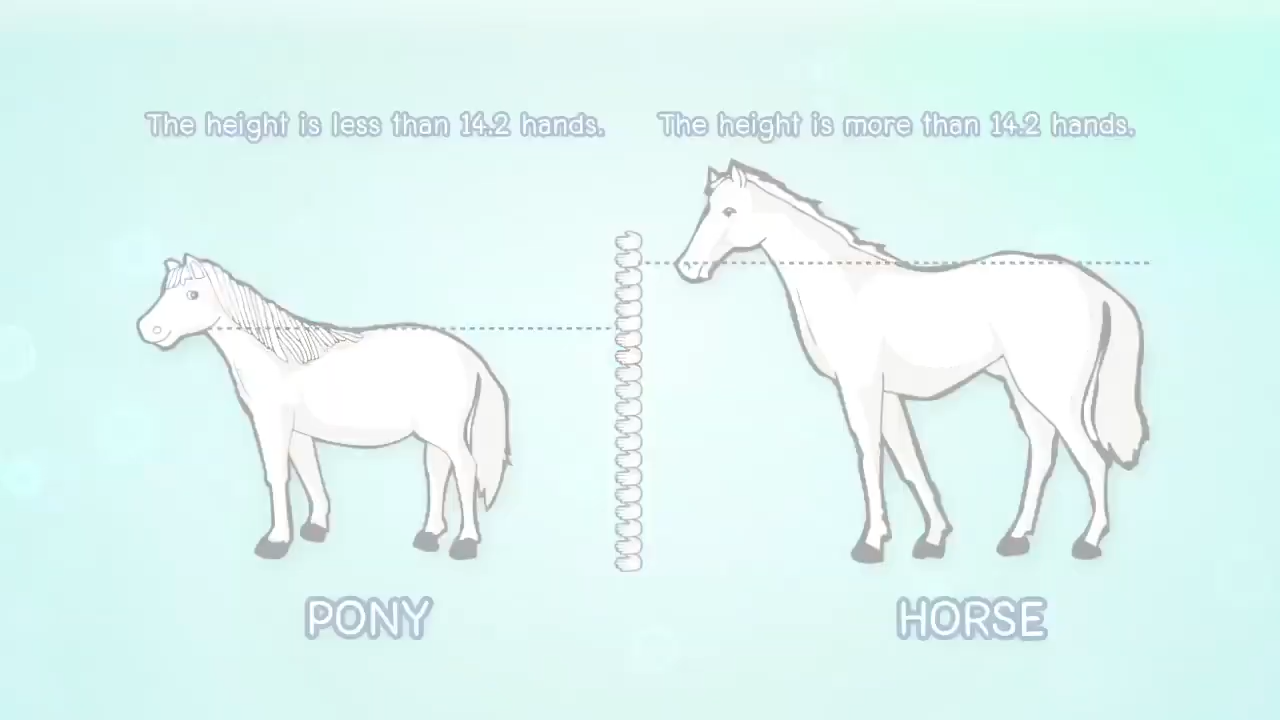 The height is less than 14.2 hands.
The height is more than 14.2 hands.
PONY
HORSE